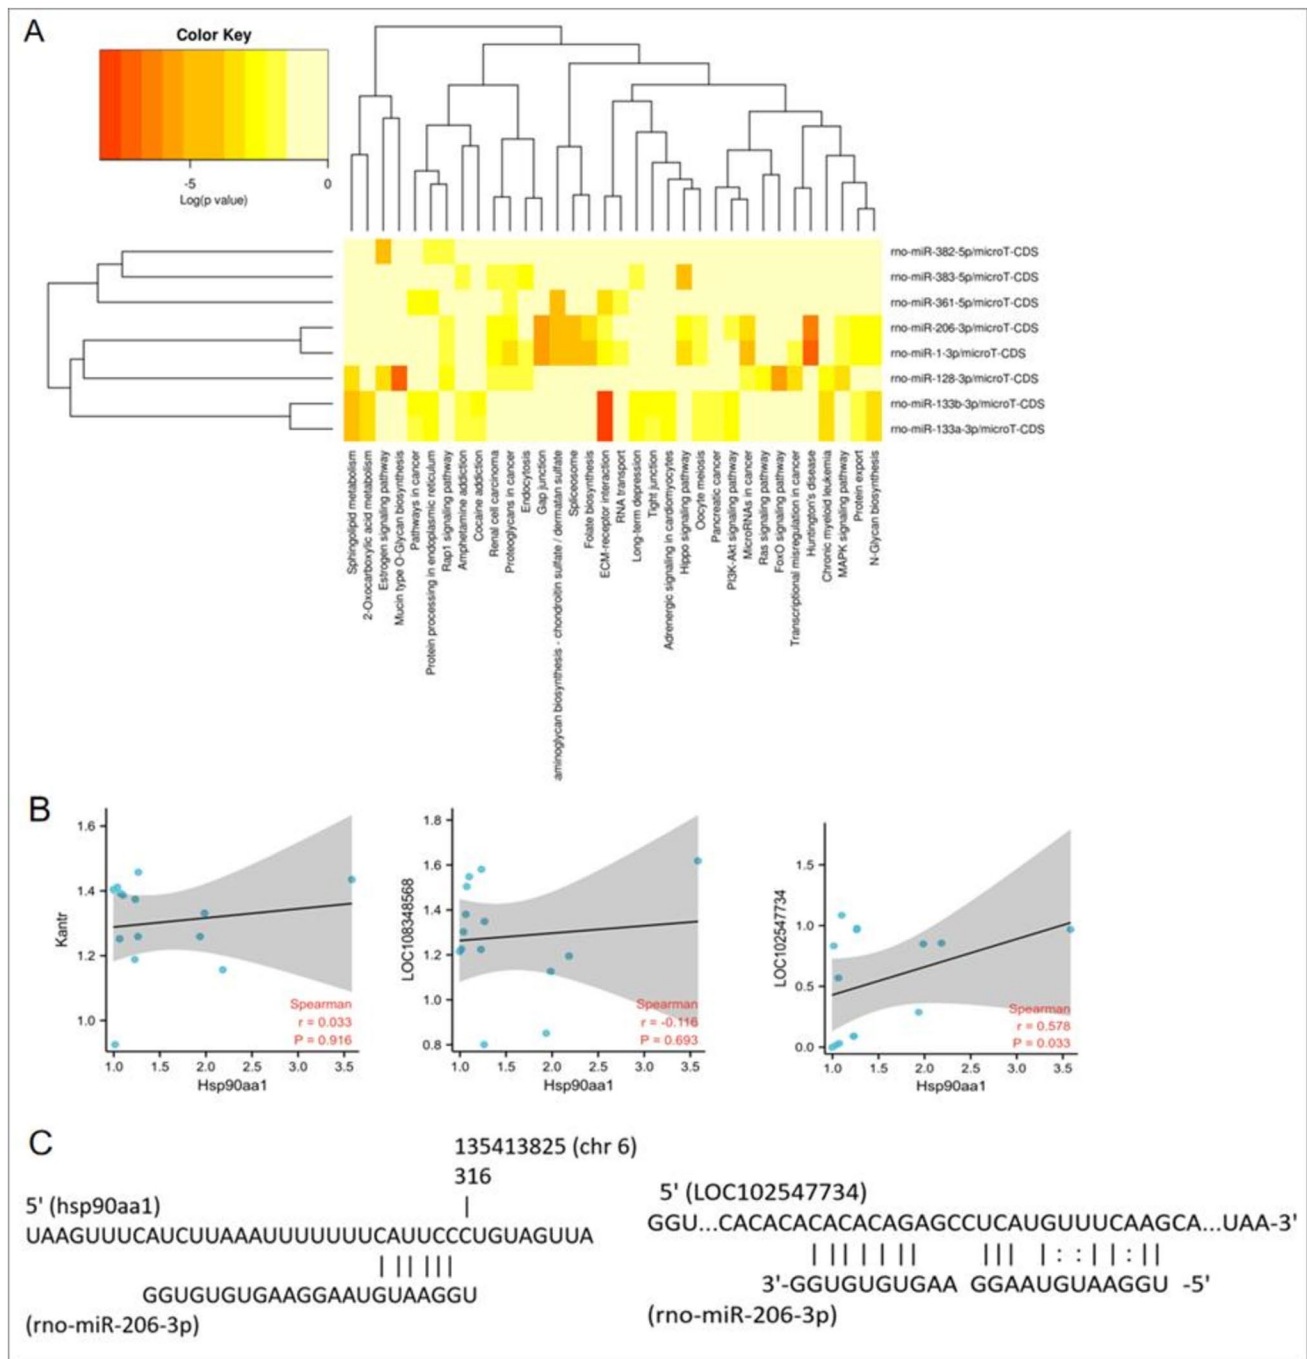 A
Color Key
-5
0
Log(p value)
rno-miR-382-5p/microT-CDS
rno-miR-383-5p/microT-CDS
rno-miR-361-5p/microT-CDS
rno-miR-206-3p/microT-CDS
rno-miR-1-3p/microT-CDS
rno-miR-128-3p/microT-CDS
rno-miR-133b-3p/microT-CDS
rno-miR-133a-3p/microT-CDS
Sphingolipid metabolism
2-Oxocarboxylic acid metabolism
Estrogen signaling pathway
Mucin type O-Glycan biosynthesis
Pathways in cancer
Protein processing in endoplasmic reticulum
Rap1 signaling pathway
Amphetamine addiction
Cocaine addiction
Renal cell carcinoma
Proteoglycans in cancer
Endocytosis
Gap junction
aminoglycan biosynthesis - chondroitin sulfate / dermatan sulfate
Spliceosome
Folate biosynthesis
ECM-receptor interaction
RNA transport
Long-term depression
Tight junction
Adrenergic signaling in cardiomyocytes
Hippo signaling pathway
Oocyte meiosis
Pancreatic cancer
PI3K-Akt signaling pathway
MicroRNAs in cancer
Ras signaling pathway
FoxO signaling pathway
Transcriptional misregulation in cancer
Huntington's disease
Chronic myeloid leukemia
MAPK signaling pathway
Protein export
N-Glycan biosynthesis
B
1.6
1.4
1.2
1.0
Kantr
Spearman
r = 0.033
P = 0.916
1.0 1.5 2.0 2.5 3.0 3.5
Hsp90aa1
1.8
1.6
1.4
1.2
1.0
0.8
LOC108348568
Spearman
r = -0.116
P = 0.693
1.0 1.5 2.0 2.5 3.0 3.5
Hsp90aa1
1.5
1.0
0.5
0.0
LOC102547734
Spearman
r = 0.578
P = 0.033
1.0 1.5 2.0 2.5 3.0 3.5
Hsp90aa1
C
135413825 (chr 6)
316
5' (hsp90aa1)
UAAGUUUCAUCUUAAAUUUUUUUCAUUCCCUGUAGUUA
GGUGUGUGAAGGAAUGUAAGGU
(rno-miR-206-3p)
5' (LOC102547734)
GGU...CACACACACACAGAGCCUCAUGUUUCAAGCA...UAA-3'
3'-GGUGUGUGAA GGAAUGUAAGGU -5'
(rno-miR-206-3p)